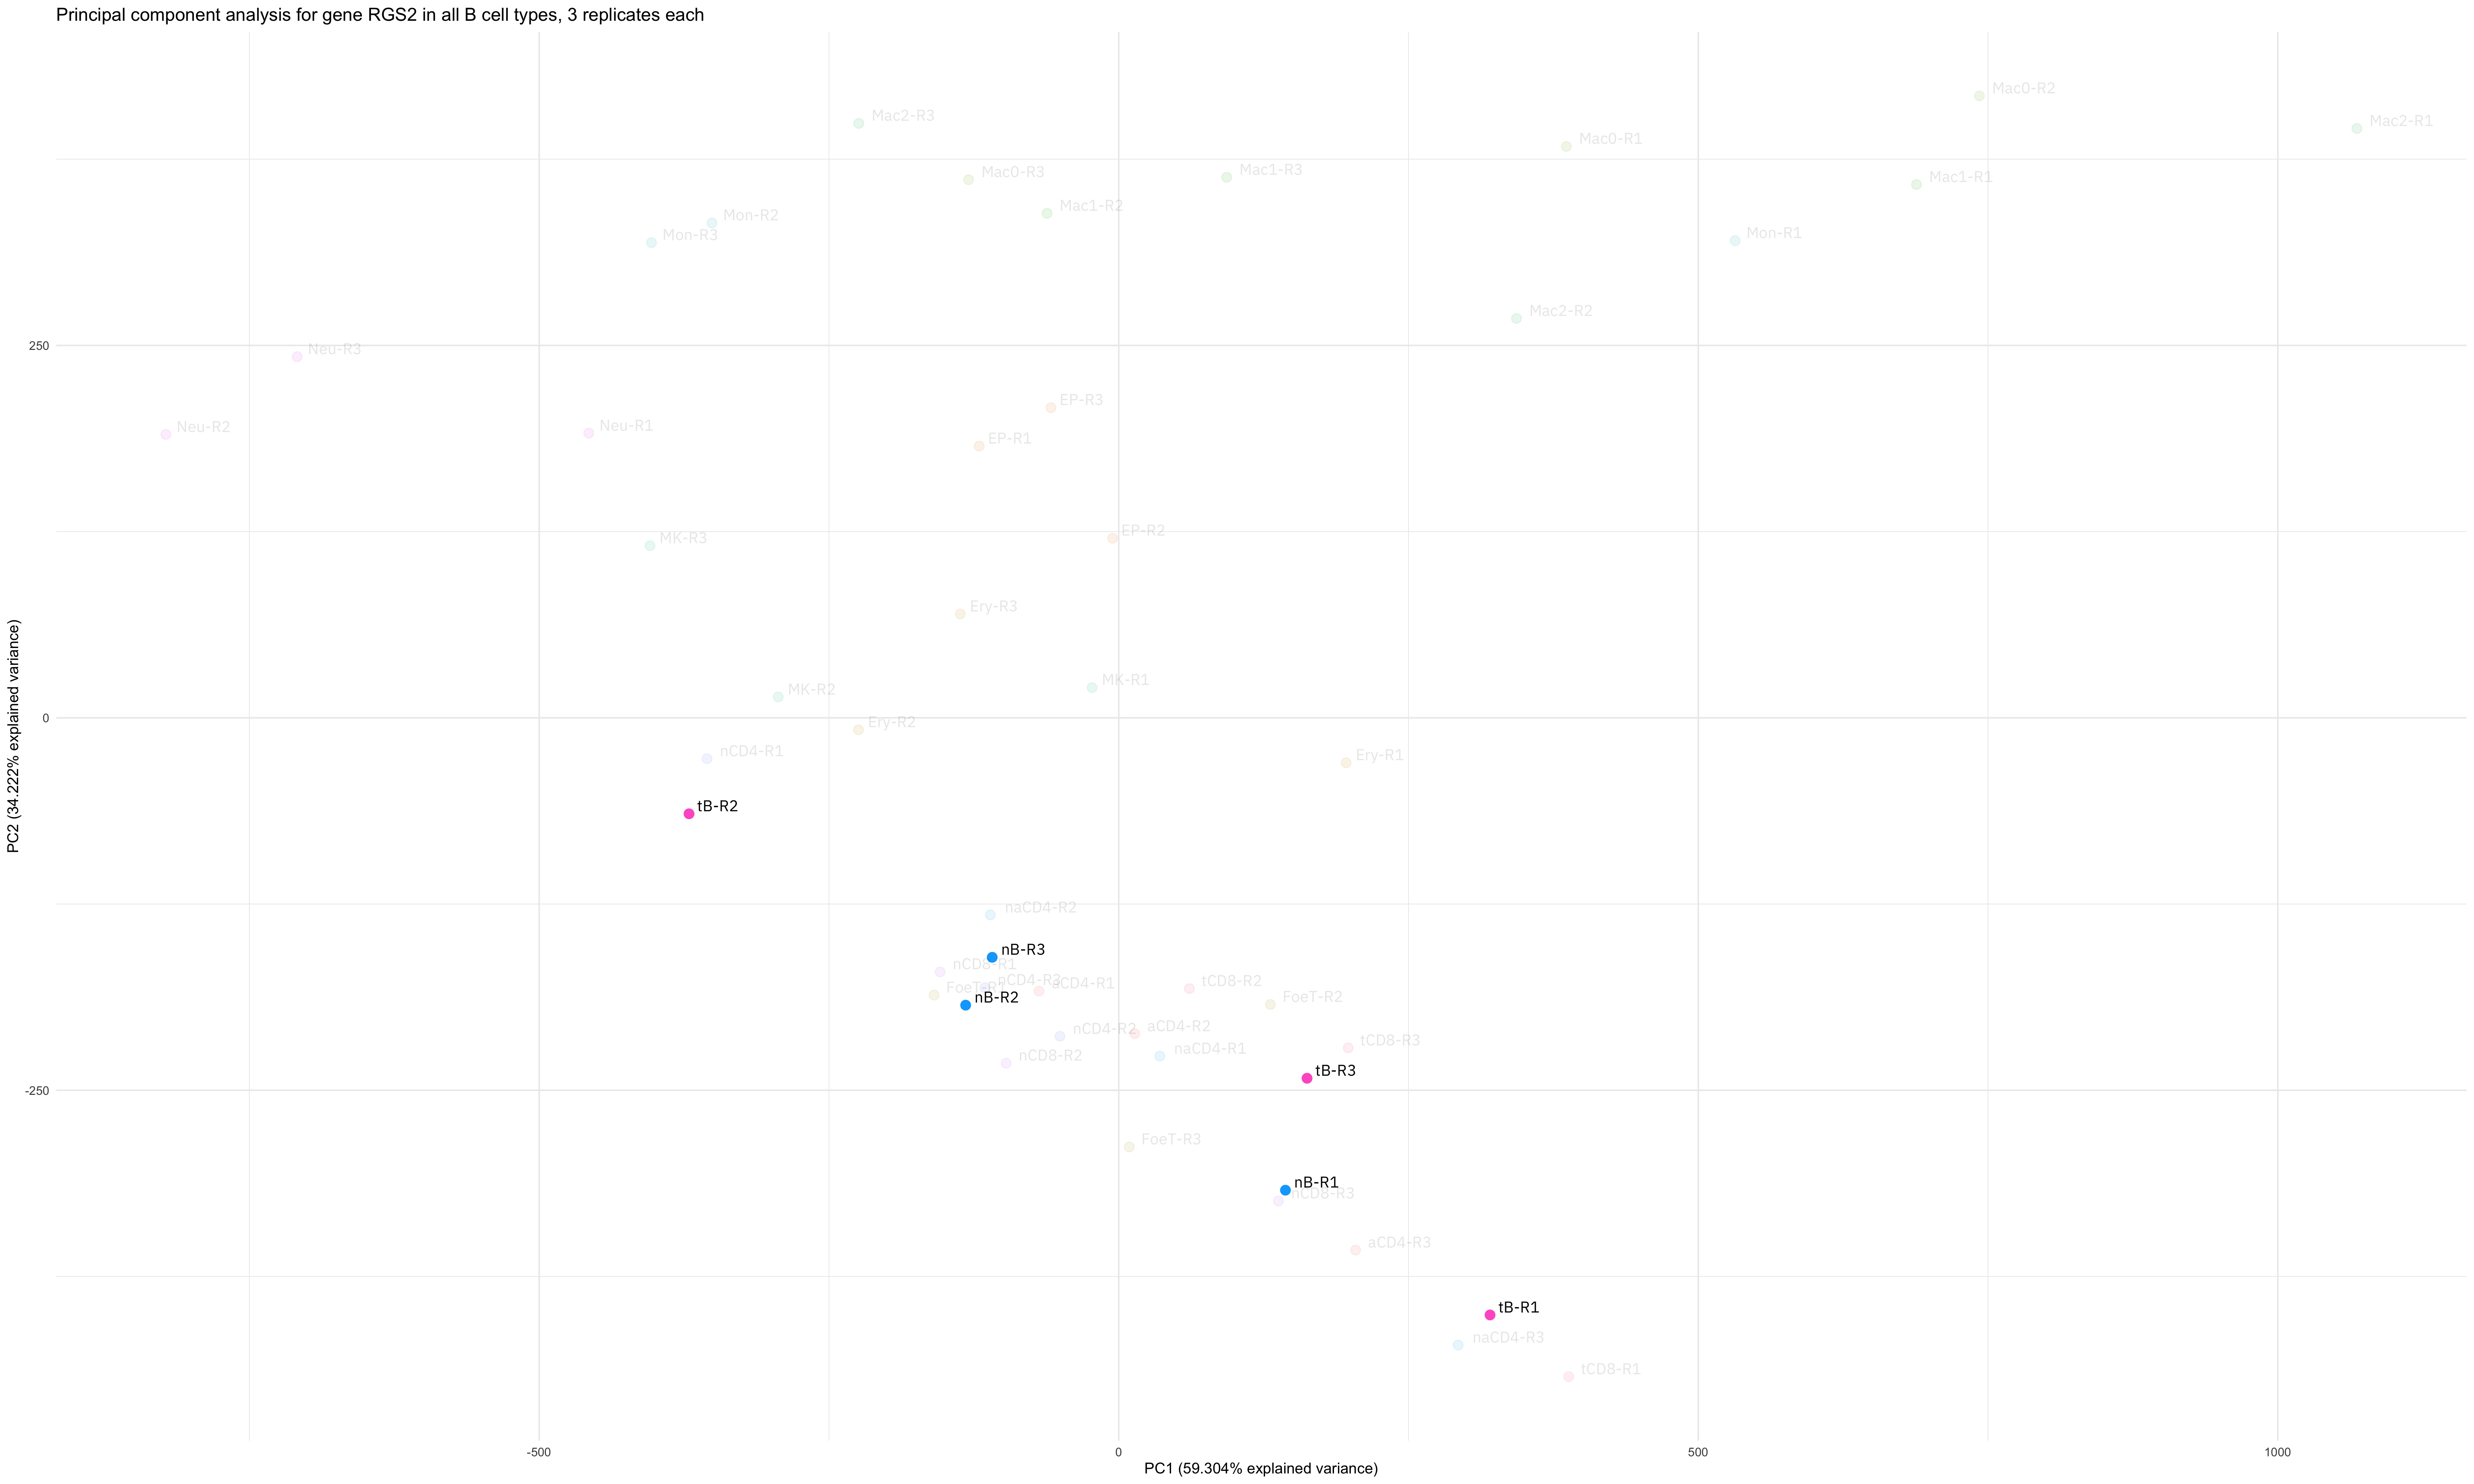 Principal component analysis for gene RGS2 in all B cell types, 3 replicates each
Mac0-R2
Mac2-R3
Mac2-R1
Mac0-R1
Mac0-R3
Mac1-R3
Mac1-R1
Mac1-R2
Mon-R2
Mon-R3
Mon-R1
Mac2-R2
250
Neu-R3
EP-R3
Neu-R2
Neu-R1
EP-R1
MK-R3
EP-R2
Ery-R3
MK-R2
MK-R1
0
Ery-R2
nCD4-R1
Ery-R1
tB-R2
PC2 (34.222% explained variance)
naCD4-R2
nB-R3
nCD8-R1
nCD4-R3
aCD4-R1
tCD8-R2
FoeT-R1
nB-R2
FoeT-R2
nCD4-R2
aCD4-R2
tCD8-R3
nCD8-R2
naCD4-R1
tB-R3
-250
FoeT-R3
nB-R1
nCD8-R3
aCD4-R3
tB-R1
naCD4-R3
tCD8-R1
-500
0
500
1000
PC1 (59.304% explained variance)